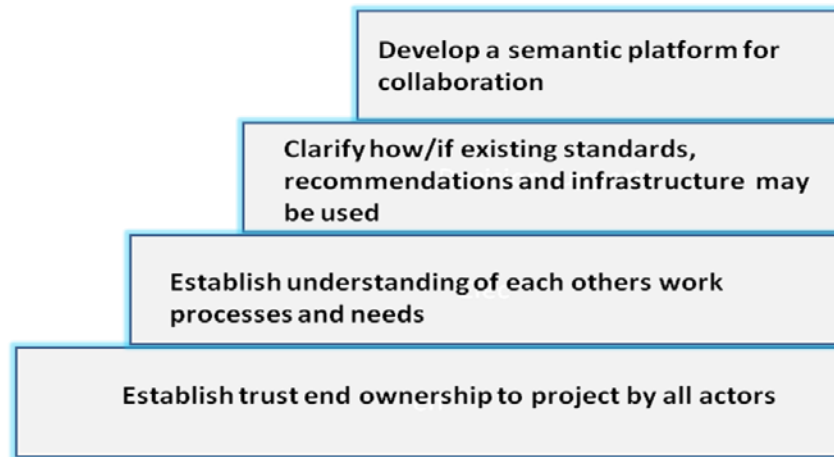 Develop a semantic platform for
collaboration
Clarify how/if existing standards,
recommendations and infrastructure may
be used
Establish understanding of each others work
processes and needs
Establish trust end ownership to project by all actors